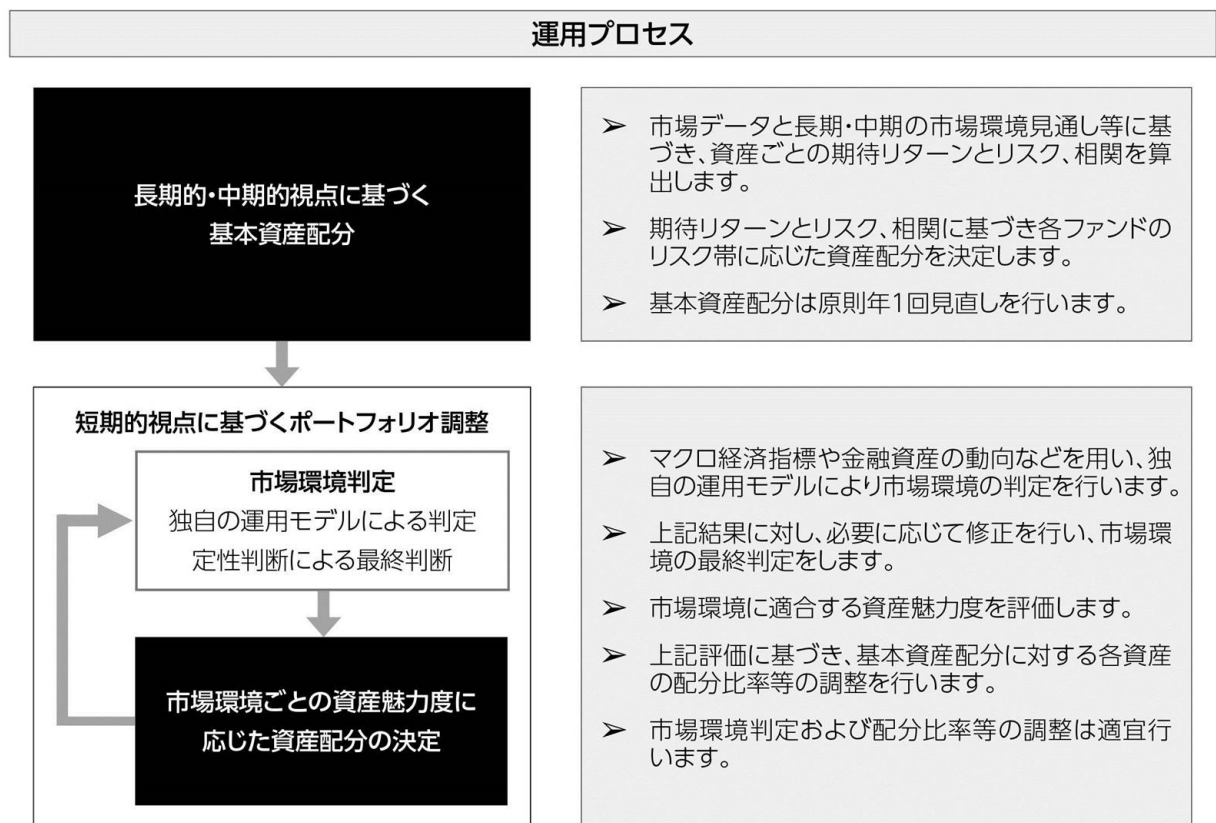 運用プロセス
長期的・中期的視点に基づく
基本資産配分
➢ 市場データと長期・中期の市場環境見通し等に基
づき、資産ごとの期待リターンとリスク、相関を算
出します。
➢ 期待リターンとリスク、相関に基づき各ファンドの
リスク帯に応じた資産配分を決定します。
➢ 基本資産配分は原則年1回見直しを行います。
短期的視点に基づくポートフォリオ調整
市場環境判定
独自の運用モデルによる判定
定性判断による最終判断
市場環境ごとの資産魅力度に
応じた資産配分の決定
➢ マクロ経済指標や金融資産の動向などを用い、独
自の運用モデルにより市場環境の判定を行います。
➢ 上記結果に対し、必要に応じて修正を行い、市場環
境の最終判定をします。
➢ 市場環境に適合する資産魅力度を評価します。
➢ 上記評価に基づき、基本資産配分に対する各資産
の配分比率等の調整を行います。
➢ 市場環境判定および配分比率等の調整は適宜行
います。